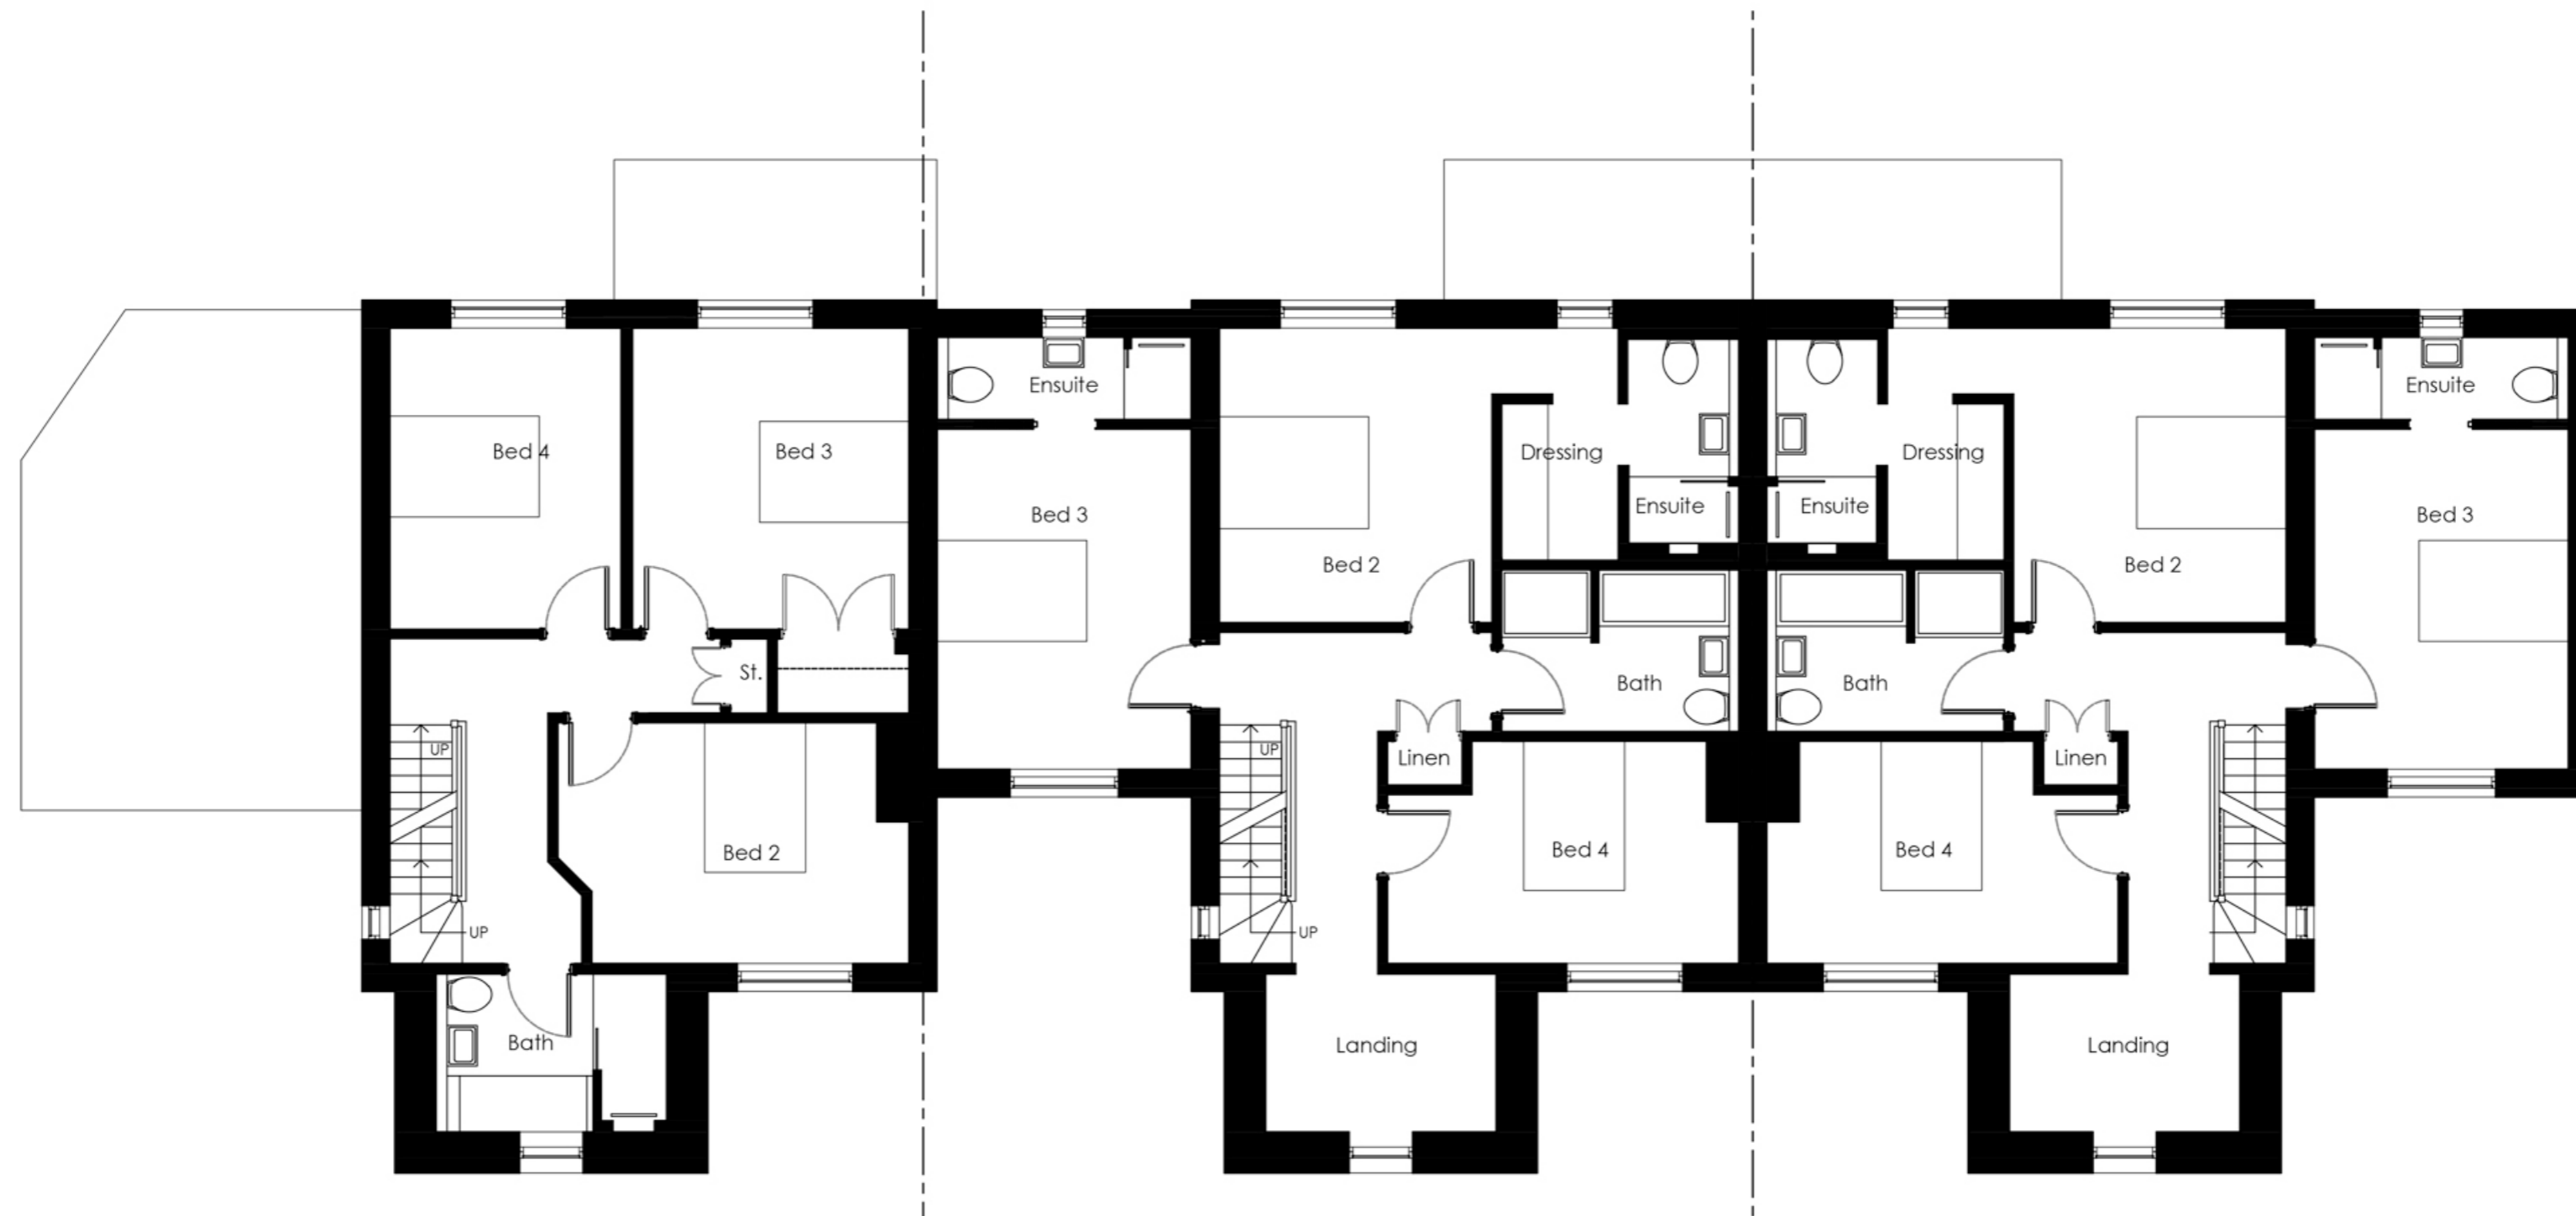 Ensuite
Ensuite
Bed 4
Bed 3
Dressing
Dressing
Ensuite
Ensuite
Bed 3
Bed 3
Bed 2
Bed 2
St.
Bath
Bath
UP
UP
Linen
Linen
Bed 2
Bed 4
Bed 4
UP
UP
Bath
Landing
Landing